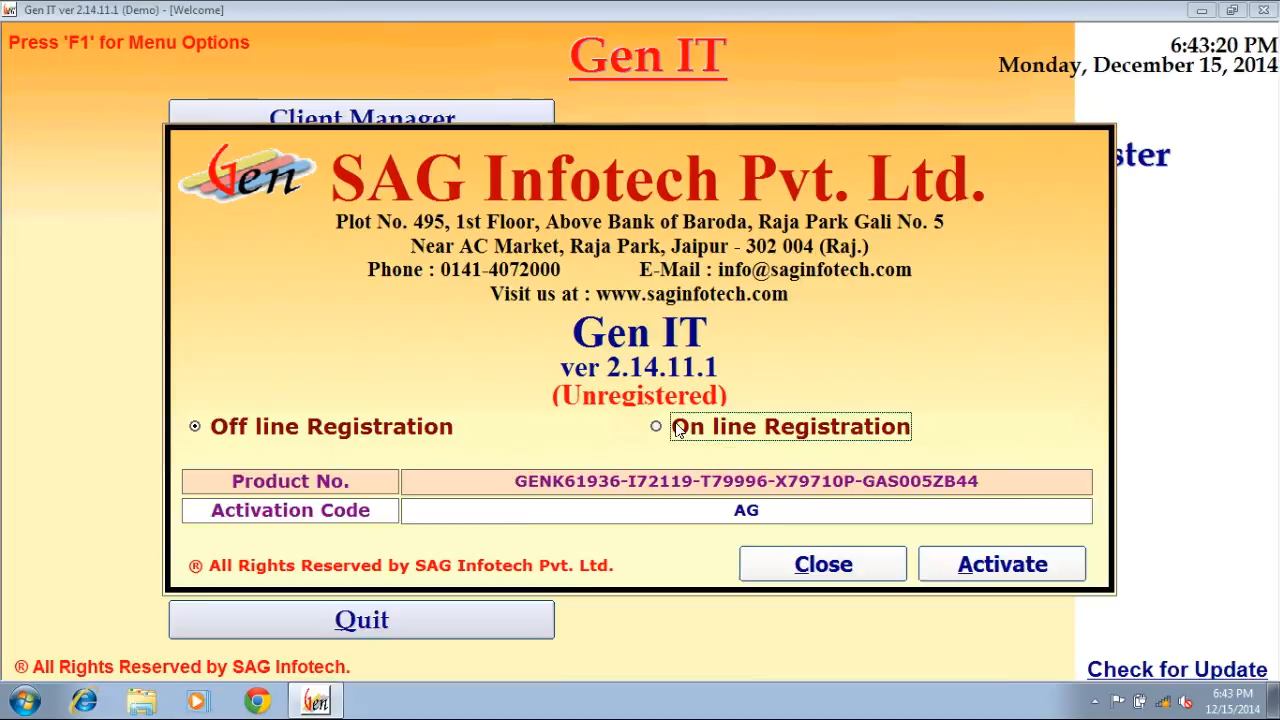 Gen IT ver 2.14.11.1 (Demo) - [Welcome]
Press 'F1' for Menu Options
Gen IT
6:43:20 PM
Monday, December 15, 2014
Client Manager
ster
Gen
SAG Infotech Pvt. Ltd.
Plot No. 495, 1st Floor, Above Bank of Baroda, Raja Park Gali No. 5
Near AC Market, Raja Park, Jaipur - 302 004 (Raj.)
Phone : 0141-4072000 E-Mail : info@saginfotech.com
Visit us at : www.saginfotech.com
Gen IT
ver 2.14.11.1
(Unregistered)
Off line Registration On line Registration
Product No. GENK61936-I72119-T79996-X79710P-GAS005ZB44
Activation Code AG
® All Rights Reserved by SAG Infotech Pvt. Ltd. Close Activate
Quit
® All Rights Reserved by SAG Infotech.
Check for Update
Gen
6:43 PM
12/15/2014